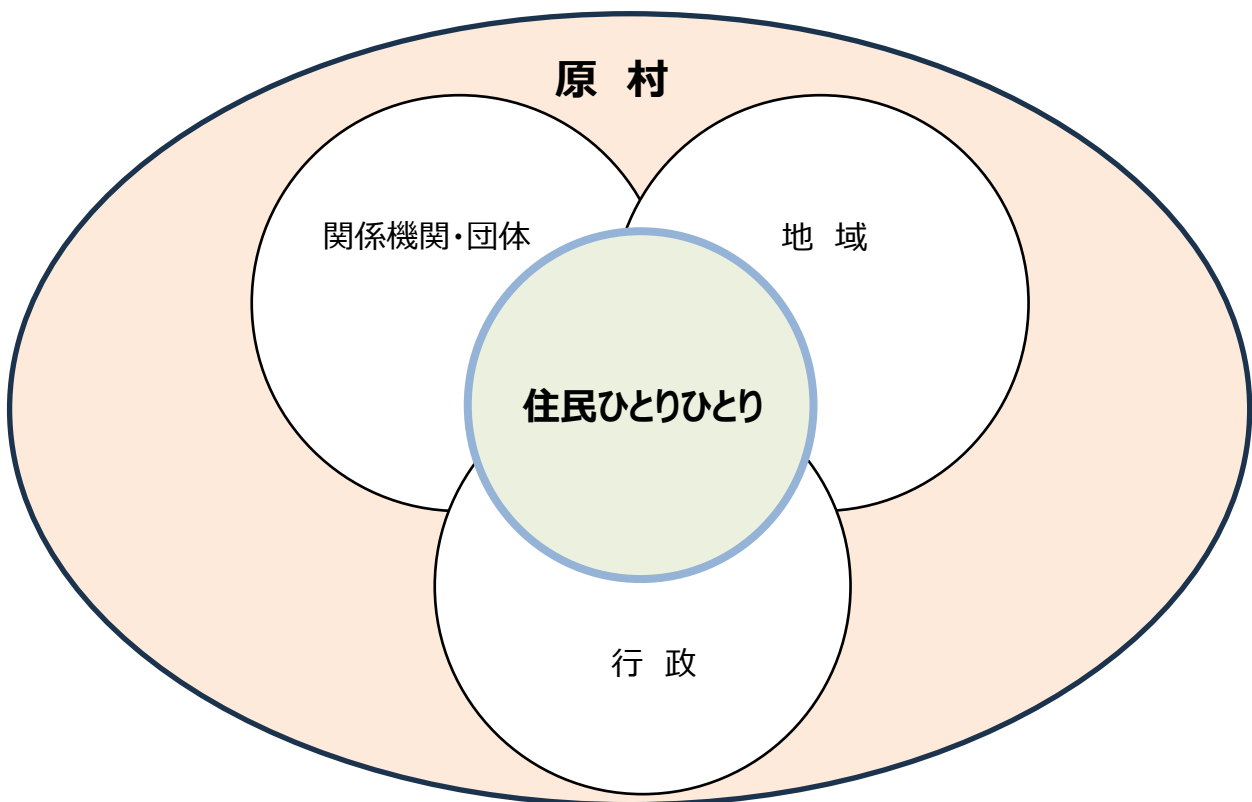 原 村
関係機関・団体
地 域
住民ひとりひとり
行 政